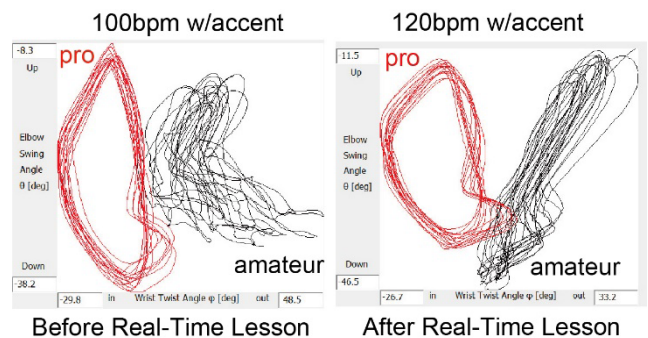 100bpm w/accent
120bpm w/accent
-8.3
Up
pro
Elbow
Swing
Angle
θ [deg]
Down
-38.2
amateur
-29.8 in Wrist Twist Angle φ [deg] out 48.5
-11.5
Up
pro
Elbow
Swing
Angle
θ [deg]
Down
-46.5
amateur
-26.7 in Wrist Twist Angle φ [deg] out 33.2
Before Real-Time Lesson
After Real-Time Lesson